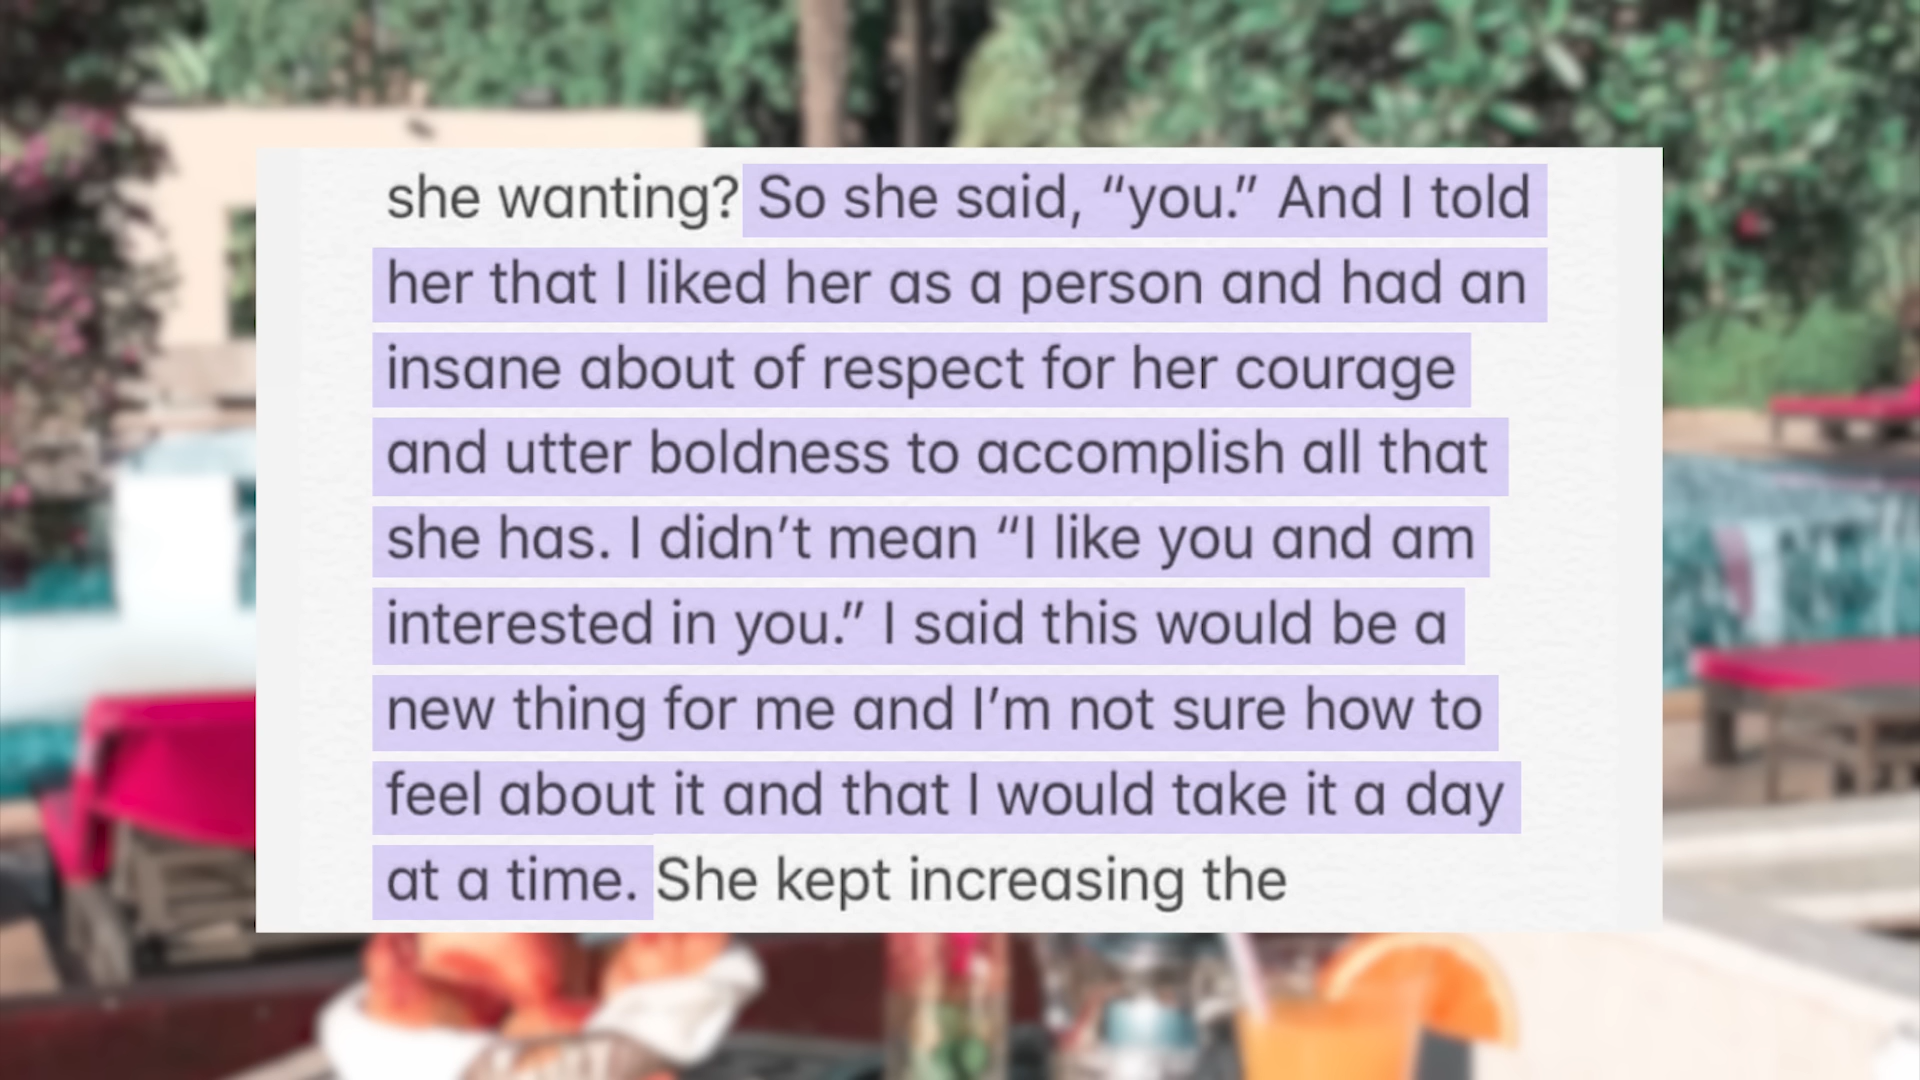 she wanting? So she said, “you.” And I told
her that I liked her as a person and had an
insane about of respect for her courage
and utter boldness to accomplish all that
she has. I didn’t mean “I like you and am
interested in you.” I said this would be a
new thing for me and I’m not sure how to
feel about it and that I would take it a day
at a time. She kept increasing the